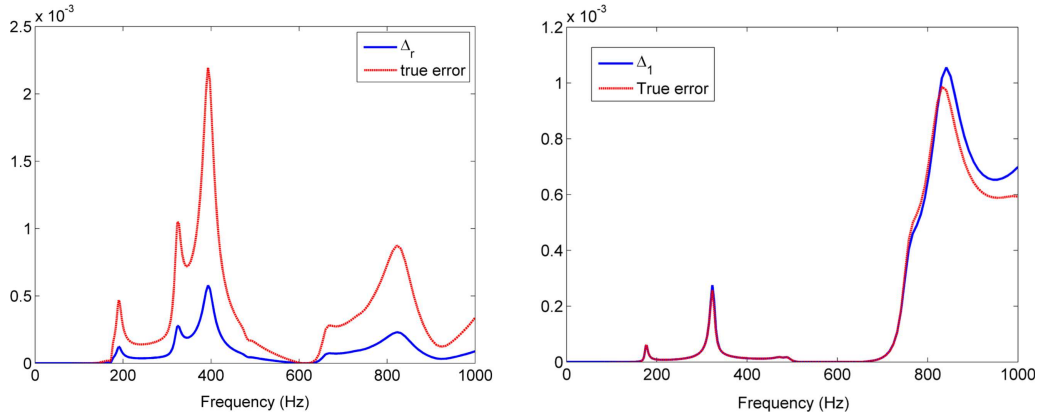 x 10⁻³
2.5
2
1.5
1
0.5
0
0 200 400 600 800 1000
Frequency (Hz)
Δr
true error
x 10⁻³
1.2
1
0.8
0.6
0.4
0.2
0
0 200 400 600 800 1000
Frequency (Hz)
Δ1
True error